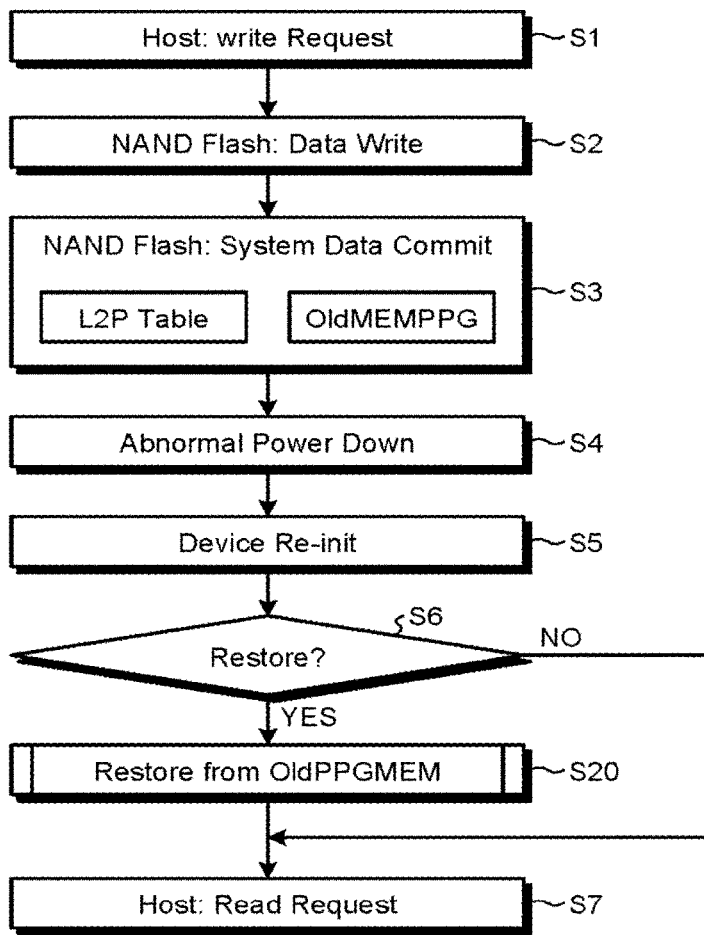 Host: write Request
S1
NAND Flash: Data Write
S2
NAND Flash: System Data Commit
L2P Table
OldMEMPPG
S3
Abnormal Power Down
S4
Device Re-init
S5
S6
Restore?
NO
YES
Restore from OldPPGMEM
S20
Host: Read Request
S7